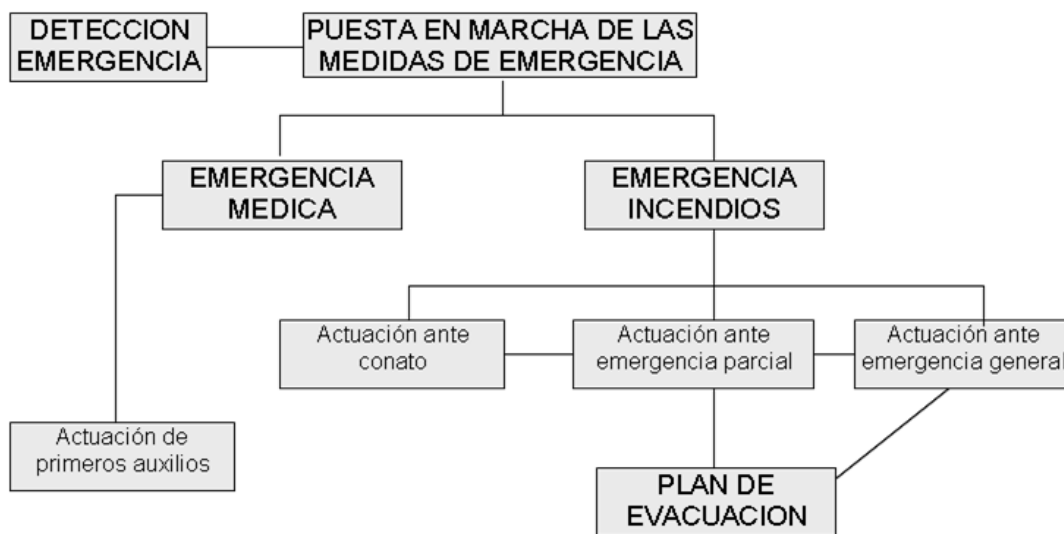 DETECCION
EMERGENCIA
PUESTA EN MARCHA DE LAS
MEDIDAS DE EMERGENCIA
EMERGENCIA
MEDICA
EMERGENCIA
INCENDIOS
Actuación ante
conato
Actuación ante
emergencia parcial
Actuación ante
emergencia general
Actuación de
primeros auxilios
PLAN DE
EVACUACION